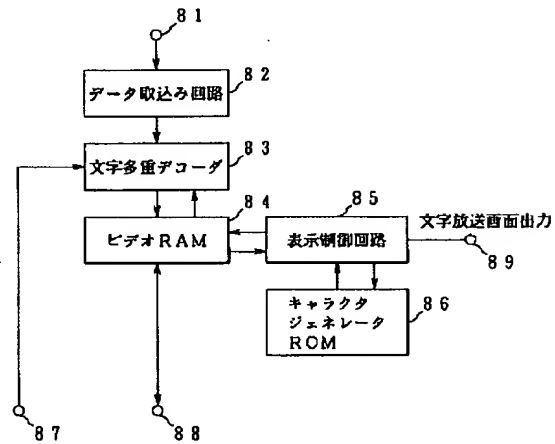 81
データ取込み回路
82
文字多重デコーダ
83
ビデオRAM
84
表示制御回路
85
文字放送画面出力
89
キャラクタ
ジェネレータ
ROM
86
87
88